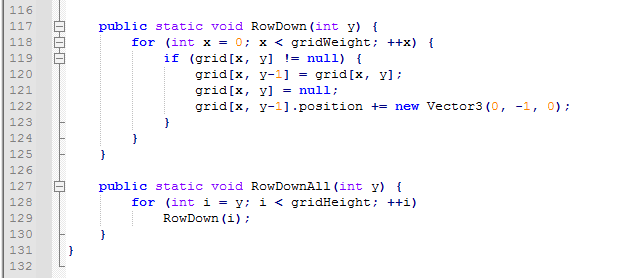 116
117 public static void RowDown(int y) {
118 for (int x = 0; x < gridWeight; ++x) {
119 if (grid[x, y] != null) {
120 grid[x, y-1] = grid[x, y];
121 grid[x, y] = null;
122 grid[x, y-1].position += new Vector3(0, -1, 0);
123 }
124 }
125 }
126
127 public static void RowDownAll(int y) {
128 for (int i = y; i < gridHeight; ++i)
129 RowDown(i);
130 }
131 }
132